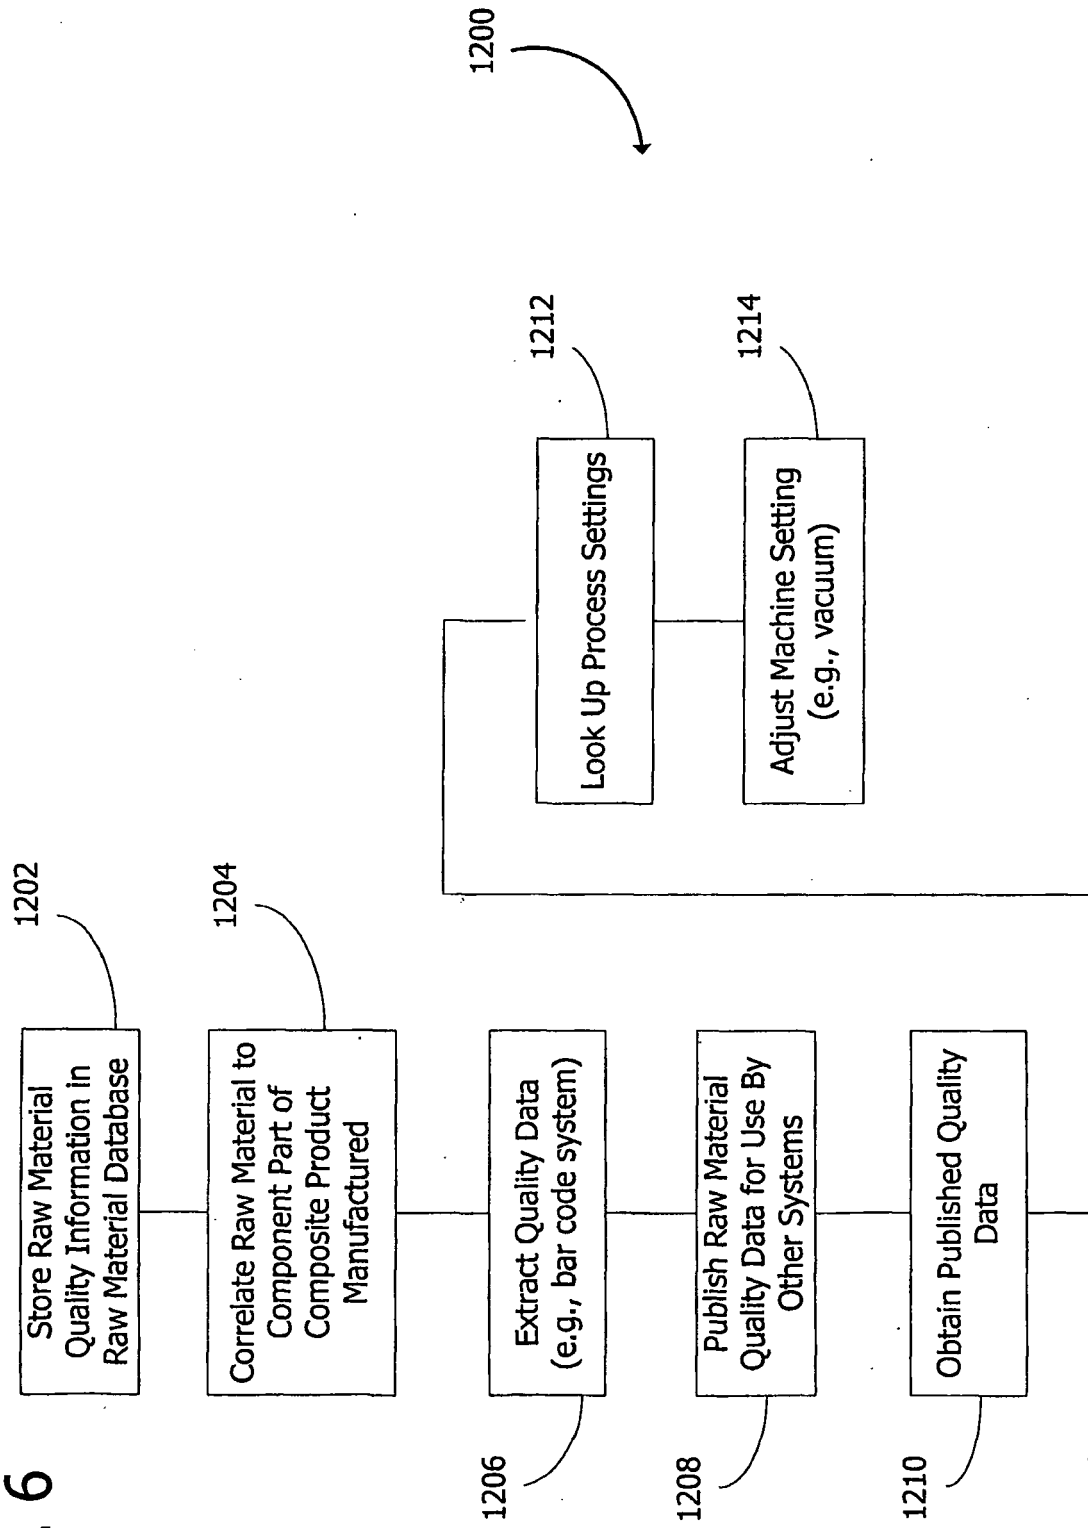 6
1200
1202
Store Raw Material
Quality Information in
Raw Material Database
1204
Correlate Raw Material to
Component Part of
Composite Product
Manufactured
1206
Extract Quality Data
(e.g., bar code system)
1208
Publish Raw Material
Quality Data for Use By
Other Systems
1210
Obtain Published Quality
Data
1212
Look Up Process Settings
1214
Adjust Machine Setting
(e.g., vacuum)